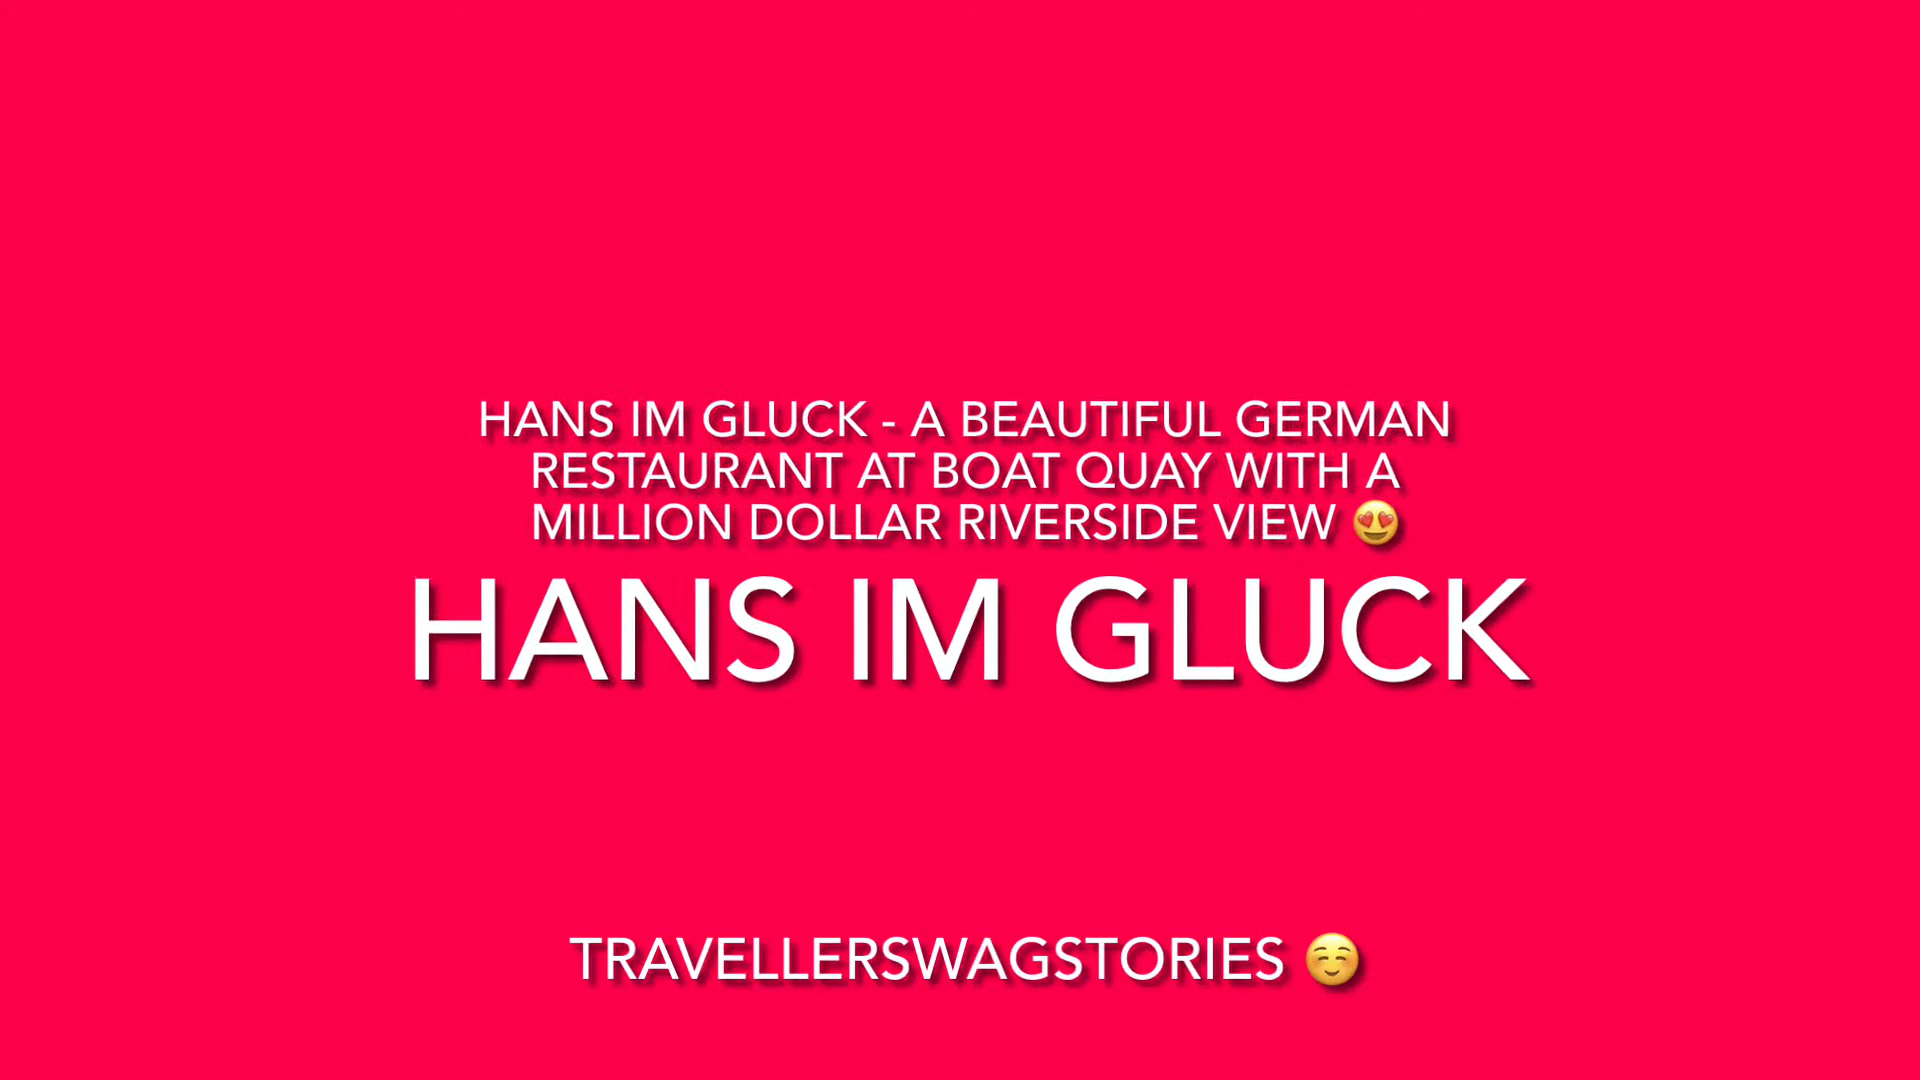 HANS IM GLUCK - A BEAUTIFUL GERMAN
RESTAURANT AT BOAT QUAY WITH A
MILLION DOLLAR RIVERSIDE VIEW 😍
HANS IM GLUCK
TRAVELLERSWAGSTORIES ☺️